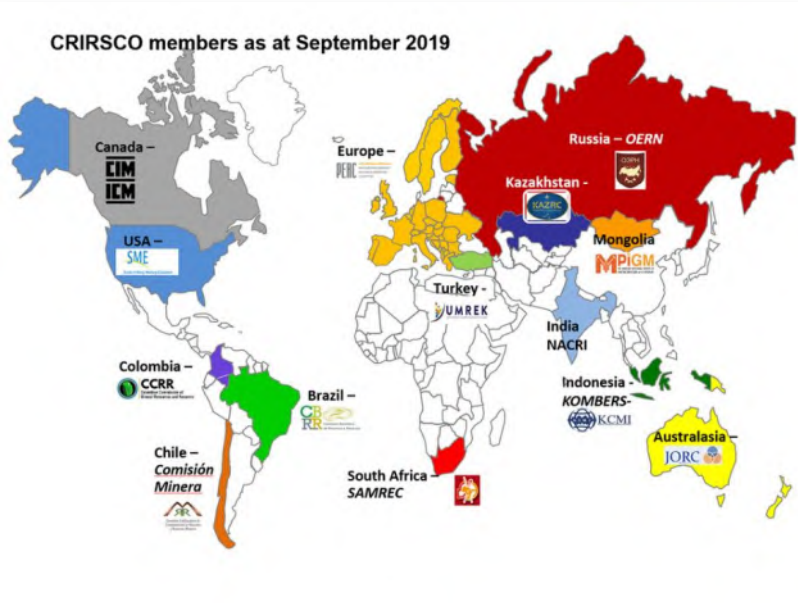 CRIRSCO members as at September 2019
Canada –
CIM
ICM
Europe –
PERC
Russia – OERN
ОЭРН
Kazakhstan -
KAZRC
USA –
SME
Mongolia
MPIGM
Turkey -
UMREK
India
NACRI
Colombia –
CCRR
Brazil –
CBRR
Indonesia -
KOMBERS-
KCMI
Chile –
Comisión
Minera
Australasia –
JORC
South Africa –
SAMREC